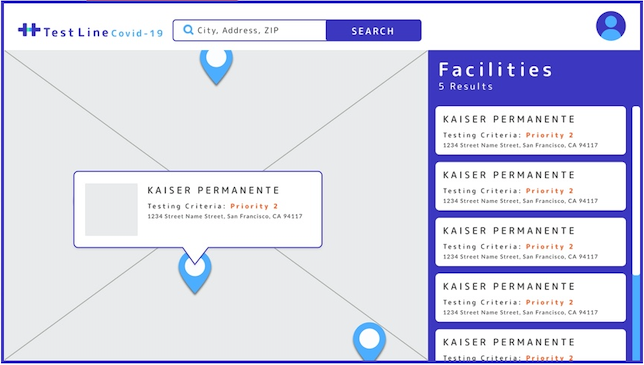 Test Line Covid-19
City, Address, ZIP
SEARCH
Facilities
5 Results
KAISER PERMANENTE
Testing Criteria: Priority 2
1234 Street Name Street, San Francisco, CA 94117
KAISER PERMANENTE
Testing Criteria: Priority 2
1234 Street Name Street, San Francisco, CA 94117
KAISER PERMANENTE
Testing Criteria: Priority 2
1234 Street Name Street, San Francisco, CA 94117
KAISER PERMANENTE
Testing Criteria: Priority 2
1234 Street Name Street, San Francisco, CA 94117
KAISER PERMANENTE
Testing Criteria: Priority 2
1234 Street Name Street, San Francisco, CA 94117
KAISER PERMANENTE
Testing Criteria: Priority 2